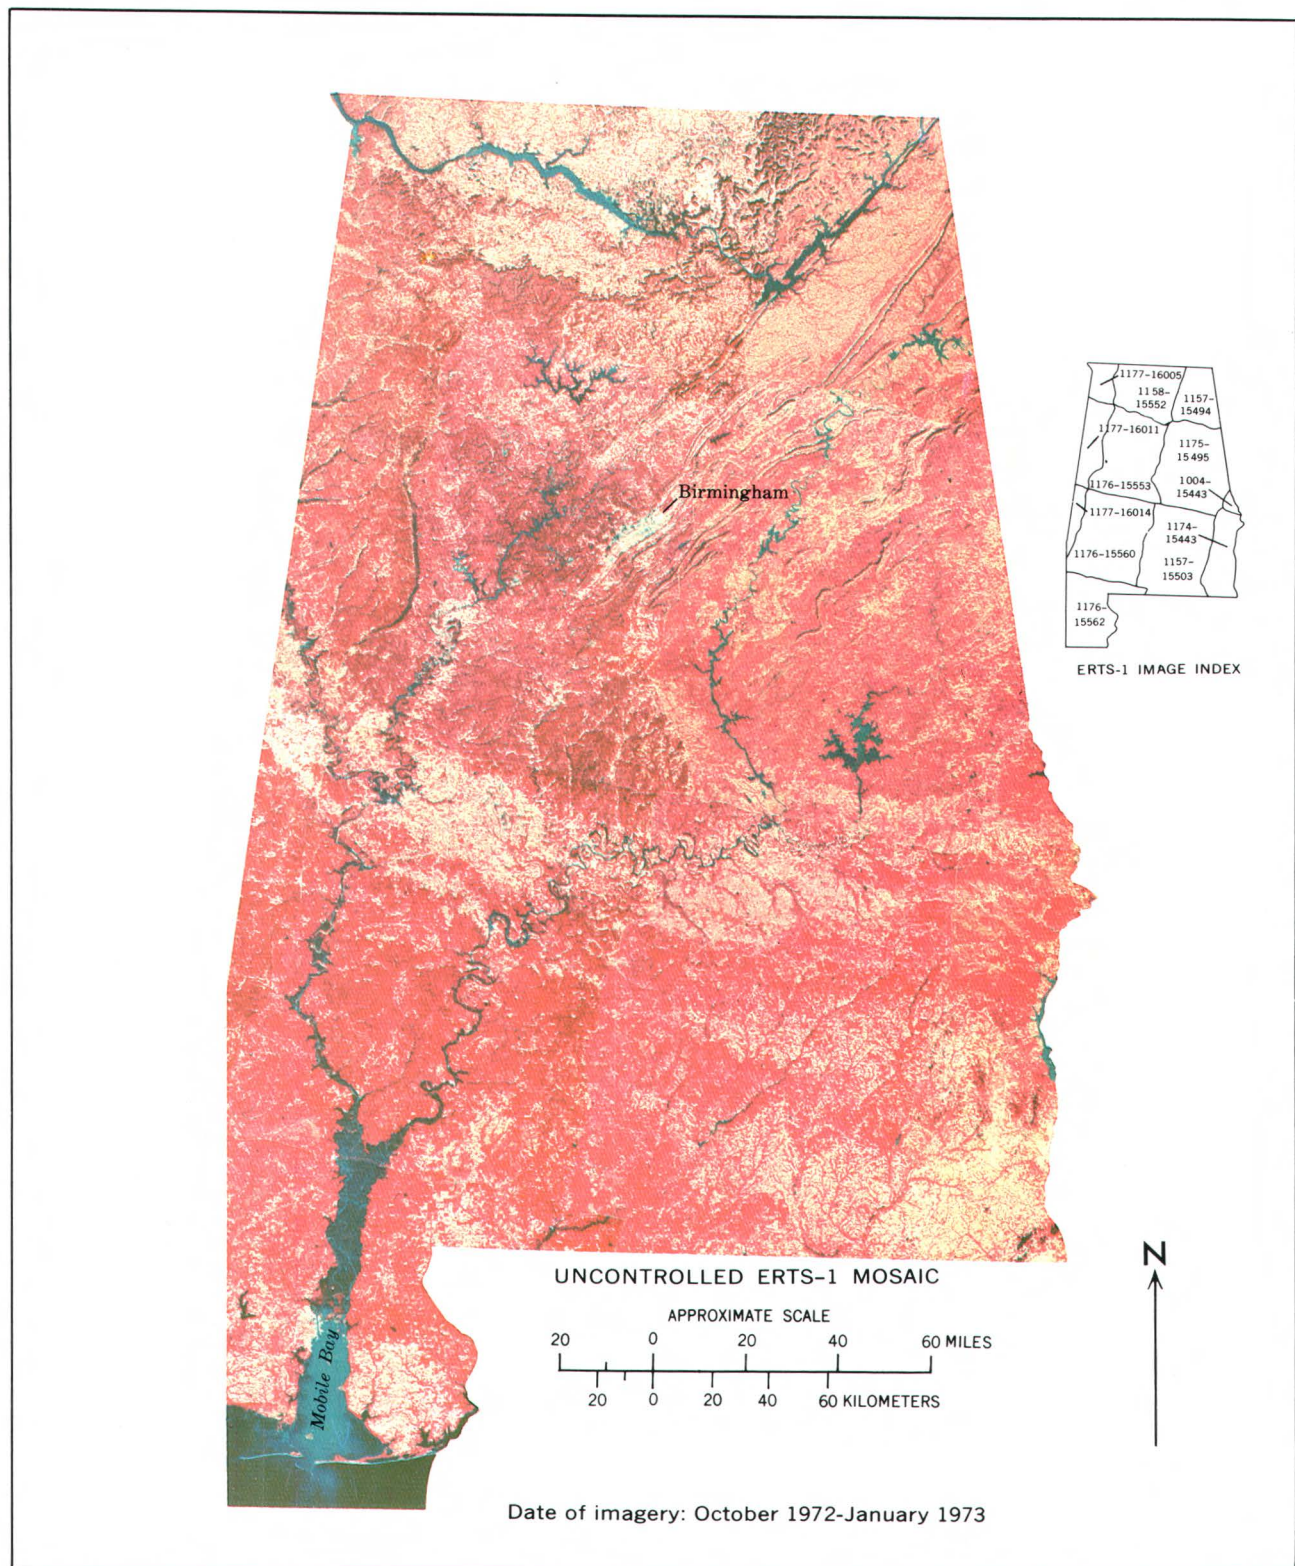 Birmingham
1177-16005
1158-
15552
1157-
15494
1177-16011
1175-
15495
1176-15553
1004-
15443
1177-16014
1174-
15443
1176-15560
1157-
15503
1176-
15562
ERTS-1 IMAGE INDEX
UNCONTROLLED ERTS-1 MOSAIC
APPROXIMATE SCALE
20 0 20 40 60 MILES
20 0 20 40 60 KILOMETERS
N
Mobile Bay
Date of imagery: October 1972-January 1973